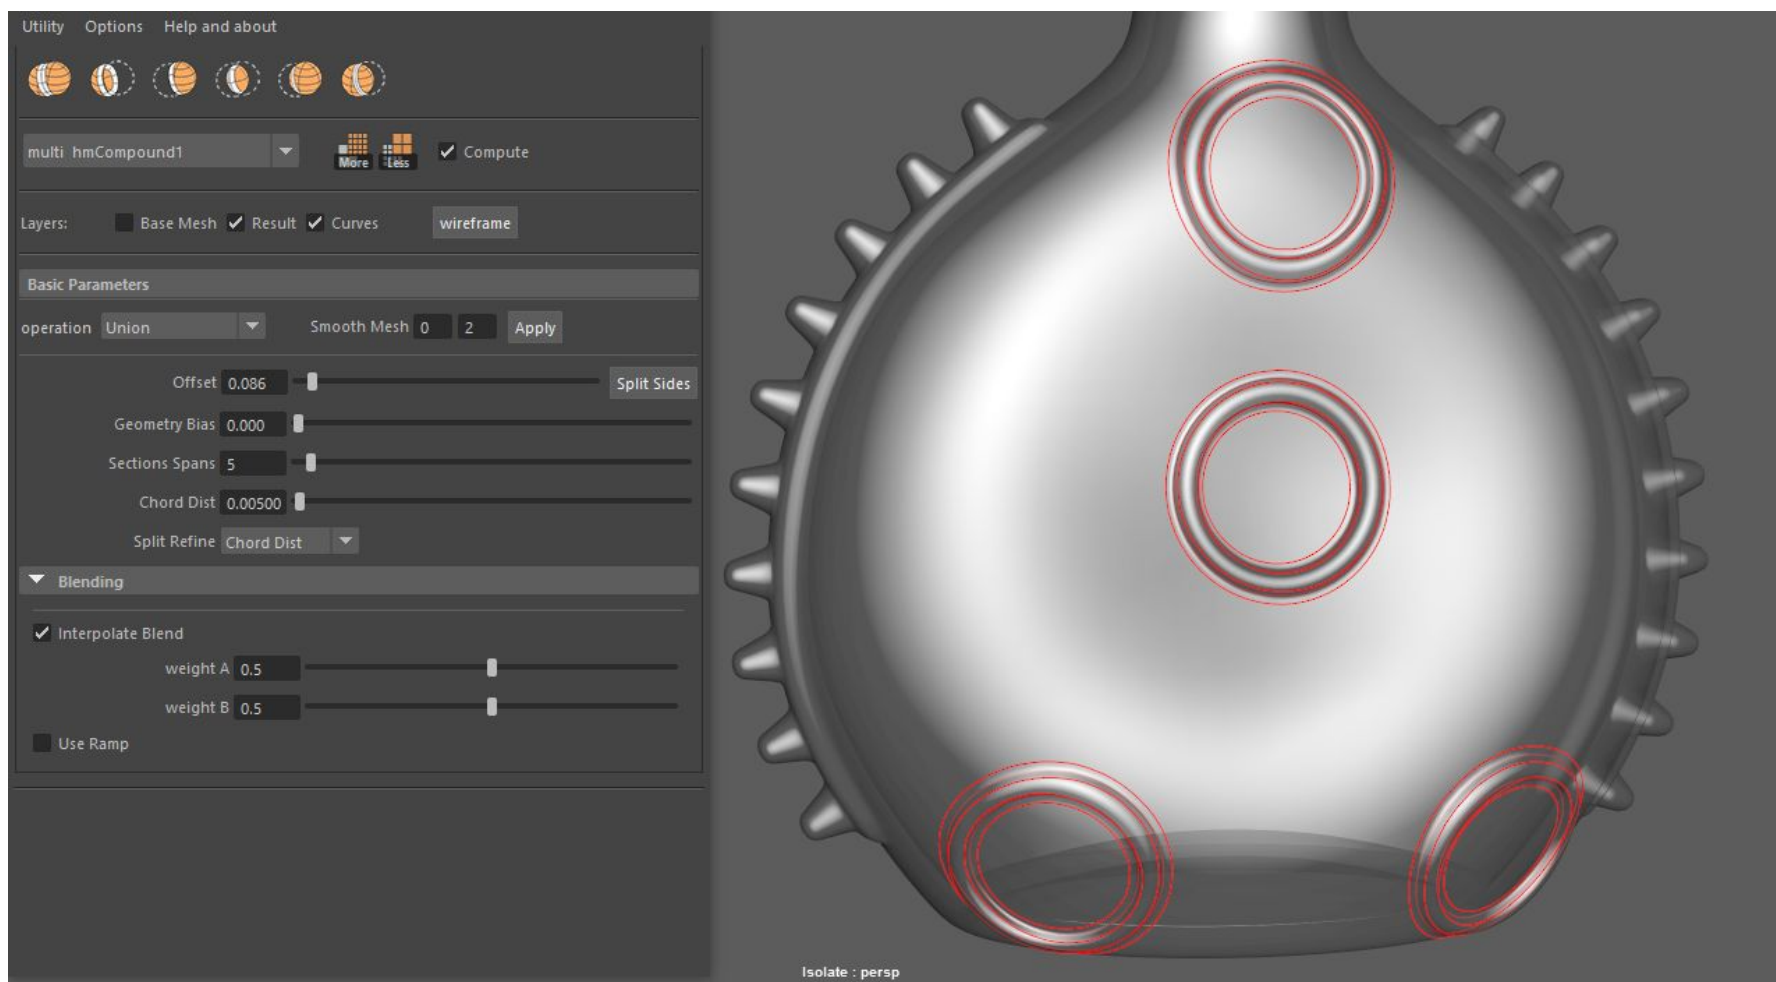 Utility Options Help and about
multi hmCompound1 More Less Compute
Layers: Base Mesh Result Curves wireframe
Basic Parameters
operation Union Smooth Mesh 0 2 Apply
Offset 0.086 Split Sides
Geometry Bias 0.000
Sections Spans 5
Chord Dist 0.00500
Split Refine Chord Dist
Blending
Interpolate Blend
weight A 0.5
weight B 0.5
Use Ramp
Isolate : persp